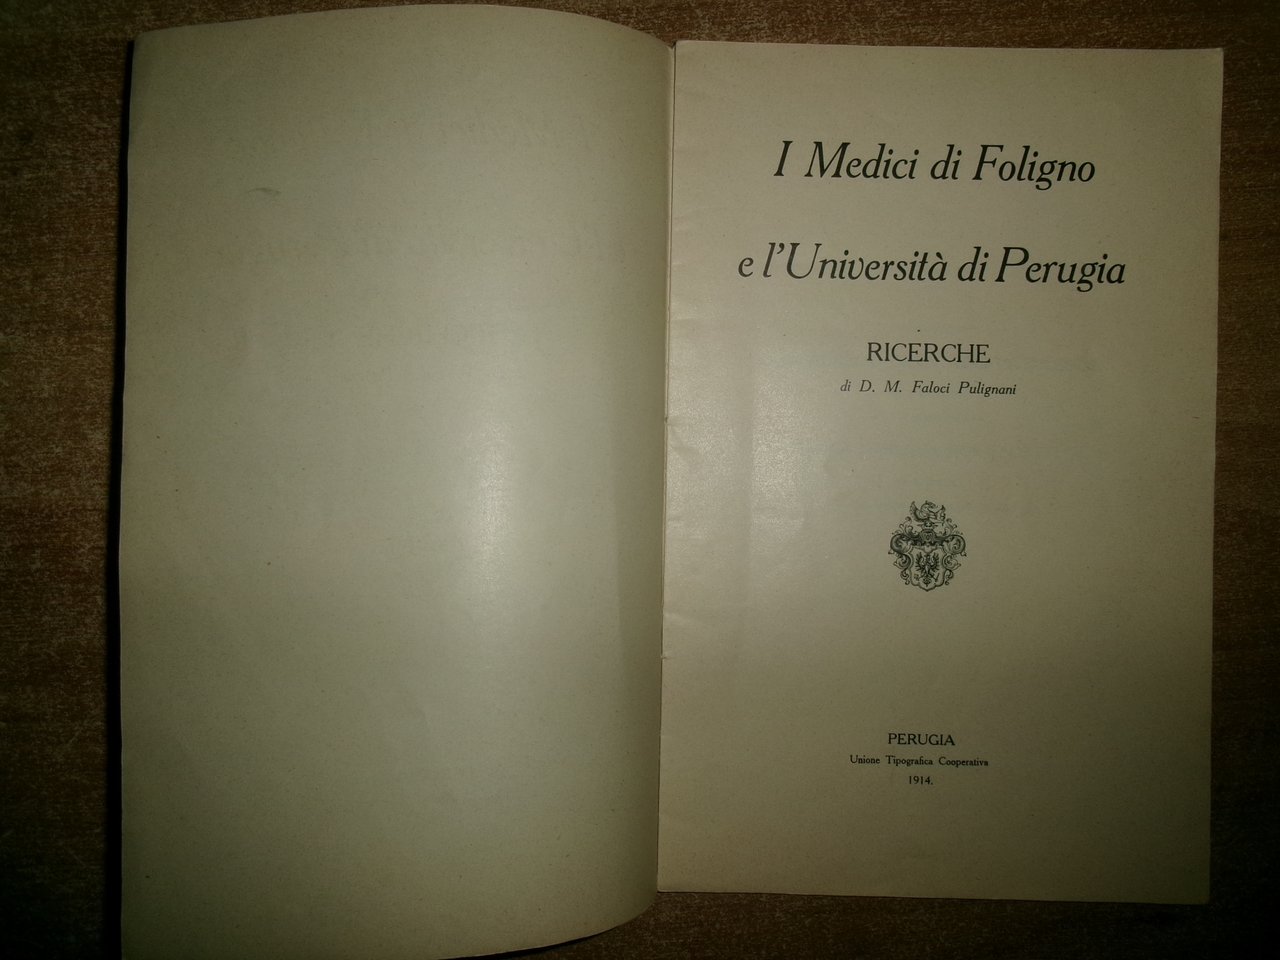 I Medici di Foligno
e l'Università di Perugia
RICERCHE
di D. M. Faloci Pulignani
PERUGIA
Unione Tipografica Cooperativa
1914.